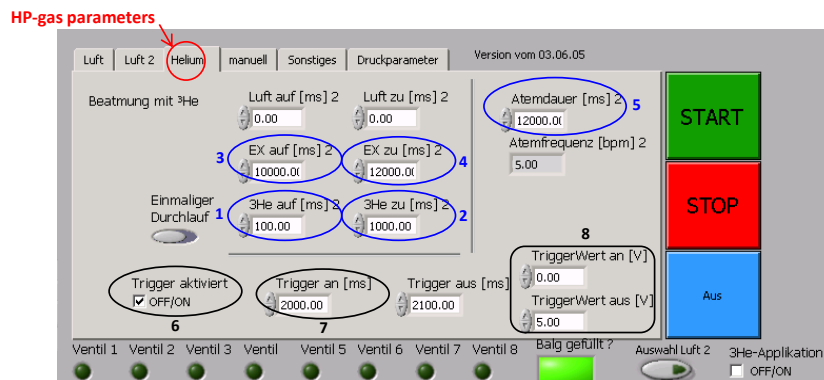 HP-gas parameters
Luft Luft 2 Helium manuell Sonstiges Druckparameter Version vom 03.06.05
Beatmung mit ³He
Luft auf [ms] 2 Luft zu [ms] 2
0.00 0.00
Atemdauer [ms] 2 5
12000.0(
Atemfrequenz [bpm] 2
5.00
3 EX auf [ms] 2 EX zu [ms] 2 4
10000.0( 12000.0(
Einmaliger
Durchlauf
1 3He auf [ms] 2 3He zu [ms] 2 2
100.00 1000.00
START
STOP
Aus
8
TriggerWert an [V]
0.00
TriggerWert aus [V]
5.00
Trigger aktiviert Trigger an [ms] Trigger aus [ms]
OFF/ON 2000.00 2100.00
6 7
Ventil 1 Ventil 2 Ventil 3 Ventil Ventil 5 Ventil 6 Ventil 7 Ventil 8 Balg gefüllt ? Auswahl Luft 2 3He-Applikation
OFF/ON